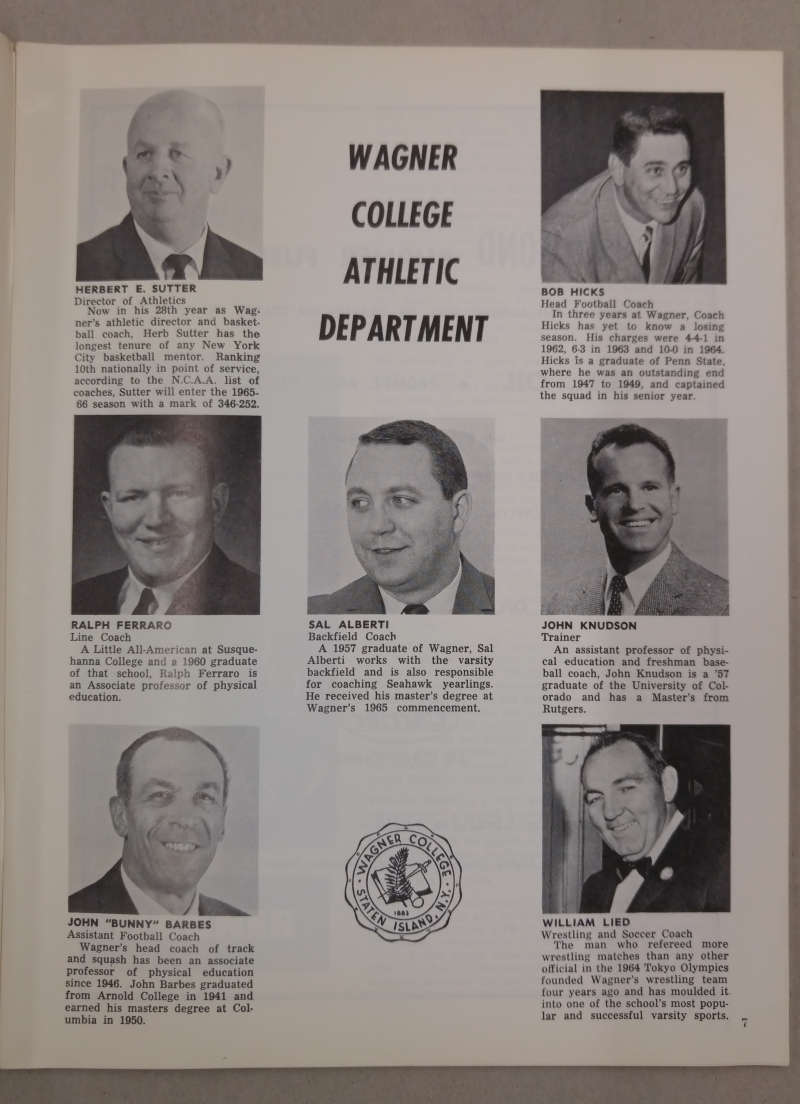 WAGNER
COLLEGE
ATHLETIC
DEPARTMENT
HERBERT E. SUTTER
Director of Athletics
Now in his 28th year as Wag-
ner's athletic director and basket-
ball coach, Herb Sutter has the
longest tenure of any New York
City basketball mentor. Ranking
10th nationally in point of service,
according to the N.C.A.A. list of
coaches, Sutter will enter the 1965-
66 season with a mark of 346-252.
BOB HICKS
Head Football Coach
In three years at Wagner, Coach
Hicks has yet to know a losing
season. His charges were 4-4-1 in
1962, 6-3 in 1963 and 10-0 in 1964.
Hicks is a graduate of Penn State,
where he was an outstanding end
from 1947 to 1949, and captained
the squad in his senior year.
RALPH FERRARO
Line Coach
A Little All-American at Susque-
hanna College and a 1960 graduate
of that school, Ralph Ferraro is
an Associate professor of physical
education.
SAL ALBERTI
Backfield Coach
A 1957 graduate of Wagner, Sal
Alberti works with the varsity
backfield and is also responsible
for coaching Seahawk yearlings.
He received his master's degree at
Wagner's 1965 commencement.
JOHN KNUDSON
Trainer
An assistant professor of physi-
cal education and freshman base-
ball coach, John Knudson is a '57
graduate of the University of Col-
orado and has a Master's from
Rutgers.
JOHN "BUNNY" BARBES
Assistant Football Coach
Wagner's head coach of track
and squash has been an associate
professor of physical education
since 1946. John Barbes graduated
from Arnold College in 1941 and
earned his masters degree at Col-
umbia in 1950.
WAGNER COLLEGE
1883
STATEN ISLAND, N.Y.
WILLIAM LIED
Wrestling and Soccer Coach
The man who refereed more
wrestling matches than any other
official in the 1964 Tokyo Olympics
founded Wagner's wrestling team
four years ago and has moulded it
into one of the school's most popu-
lar and successful varsity sports.
7